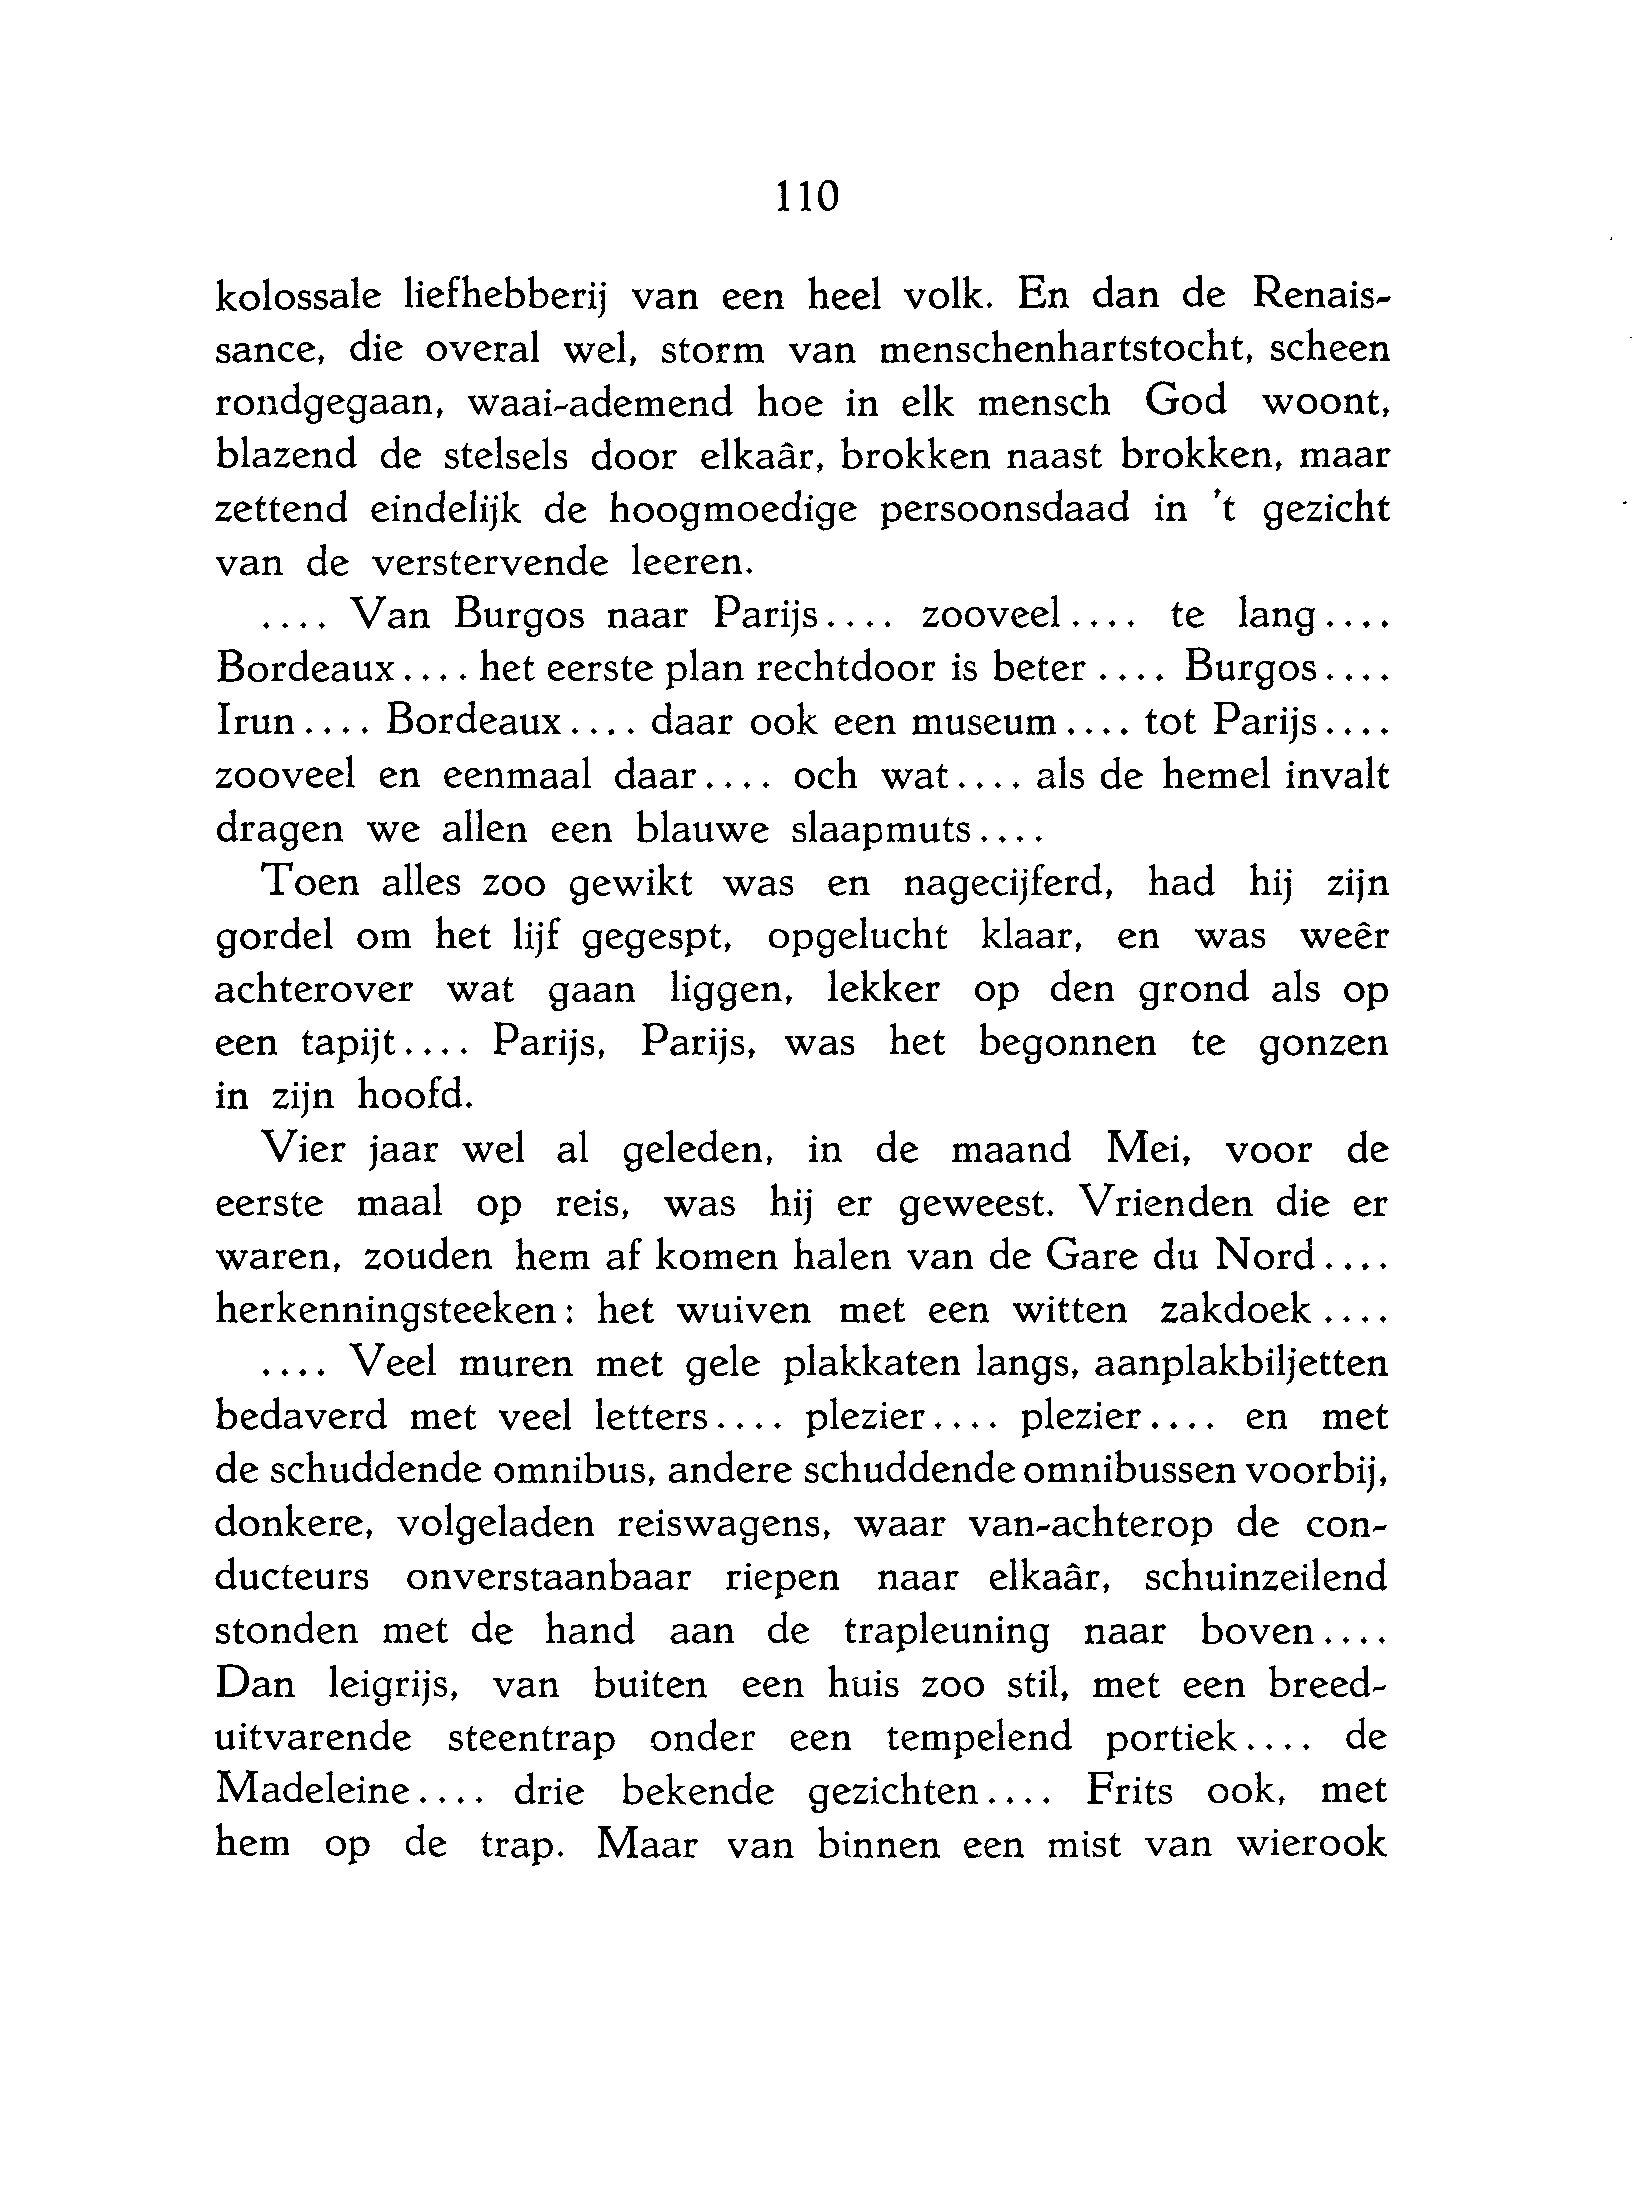 110
kolossale liefhebberij van een heel volk. En dan de Renais-
sance, die overal wel, storm van menschenhartstocht, scheen
rondgegaan, waai-ademend hoe in elk mensch God woont,
blazend de stelsels door elkaâr, brokken naast brokken, maar
zettend eindelijk de hoogmoedige persoonsdaad in 't gezicht
van de verstervende leeren.
.... Van Burgos naar Parijs.... zooveel.... te lang....
Bordeaux.... het eerste plan rechtdoor is beter.... Burgos....
Irun.... Bordeaux.... daar ook een museum.... tot Parijs....
zooveel en eenmaal daar.... och wat.... als de hemel invalt
dragen we allen een blauwe slaapmuts....
Toen alles zoo gewikt was en nagecijferd, had hij zijn
gordel om het lijf gegespt, opgelucht klaar, en was weêr
achterover wat gaan liggen, lekker op den grond als op
een tapijt.... Parijs, Parijs, was het begonnen te gonzen
in zijn hoofd.
Vier jaar wel al geleden, in de maand Mei, voor de
eerste maal op reis, was hij er geweest. Vrienden die er
waren, zouden hem af komen halen van de Gare du Nord....
herkenningsteeken: het wuiven met een witten zakdoek....
.... Veel muren met gele plakkaten langs, aanplakbiljetten
bedaverd met veel letters.... plezier.... plezier.... en met
de schuddende omnibus, andere schuddende omnibussen voorbij,
donkere, volgeladen reiswagens, waar van-achterop de con-
ducteurs onverstaanbaar riepen naar elkaâr, schuinzeilend
stonden met de hand aan de trapleuning naar boven....
Dan leigrijs, van buiten een huis zoo stil, met een breed-
uitvarende steentrap onder een tempelend portiek.... de
Madeleine.... drie bekende gezichten.... Frits ook, met
hem op de trap. Maar van binnen een mist van wierook